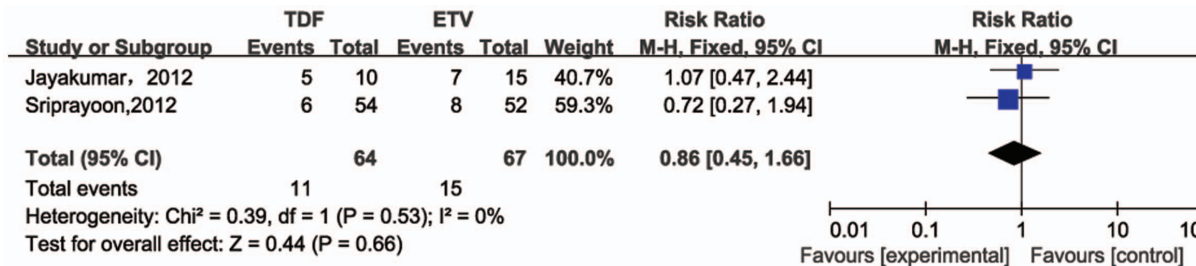 TDF ETV Risk Ratio Risk Ratio
Study or Subgroup Events Total Events Total Weight M-H, Fixed, 95% CI M-H, Fixed, 95% CI
Jayakumar, 2012 5 10 7 15 40.7% 1.07 [0.47, 2.44]
Sriprayoon,2012 6 54 8 52 59.3% 0.72 [0.27, 1.94]
Total (95% CI) 64 67 100.0% 0.86 [0.45, 1.66]
Total events 11 15
Heterogeneity: Chi² = 0.39, df = 1 (P = 0.53); I² = 0%
Test for overall effect: Z = 0.44 (P = 0.66)
0.01 0.1 1 10
Favours [experimental] Favours [control]